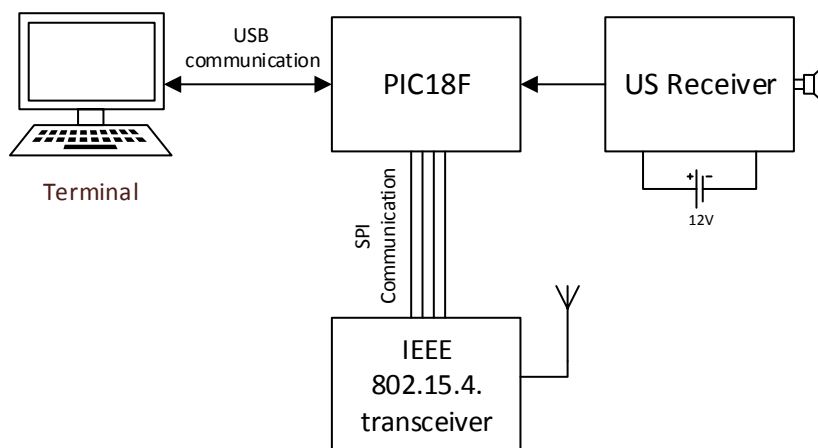 USB
communication
PIC18F
US Receiver
Terminal
+ -
12V
SPI
Communication
IEEE
802.15.4.
transceiver